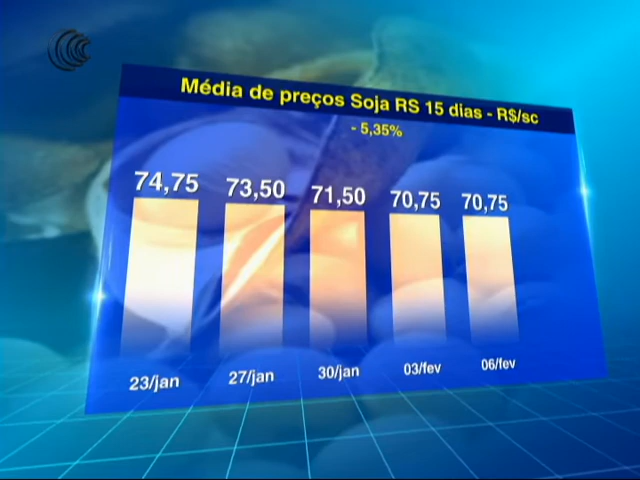 Média de preços Soja RS 15 dias - R$/sc
- 5,35%
74,75 73,50 71,50 70,75 70,75
23/jan 27/jan 30/jan 03/fev 06/fev